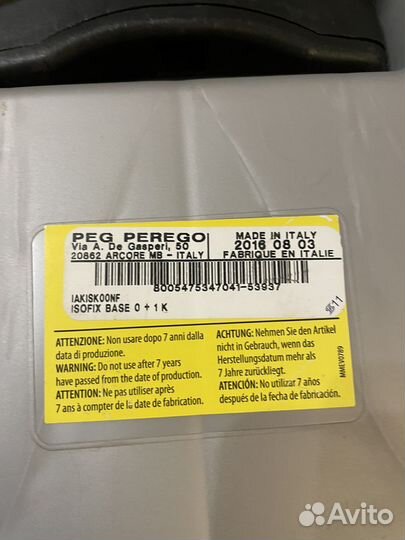 PEG PEREGO
Via A. De Gasperi, 50
20862 ARCORE MB - ITALY
MADE IN ITALY
2016 08 03
FABRIQUE EN ITALIE
8005475347041-53937
IAKISK00NF
ISOFIX BASE 0 + 1 K
11
ATTENZIONE: Non usare dopo 7 anni dalla
data di produzione.
WARNING: Do not use after 7 years
have passed from the date of production.
ATTENTION: Ne pas utiliser après
7 ans à compter de la date de fabrication.
ACHTUNG: Nehmen Sie den Artikel
nicht in Gebrauch, wenn das
Herstellungsdatum mehr als
7 Jahre zurückliegt.
ATENCIÓN: No utilizar 7 años
después de la fecha de fabricación.
MMEV0789
Avito